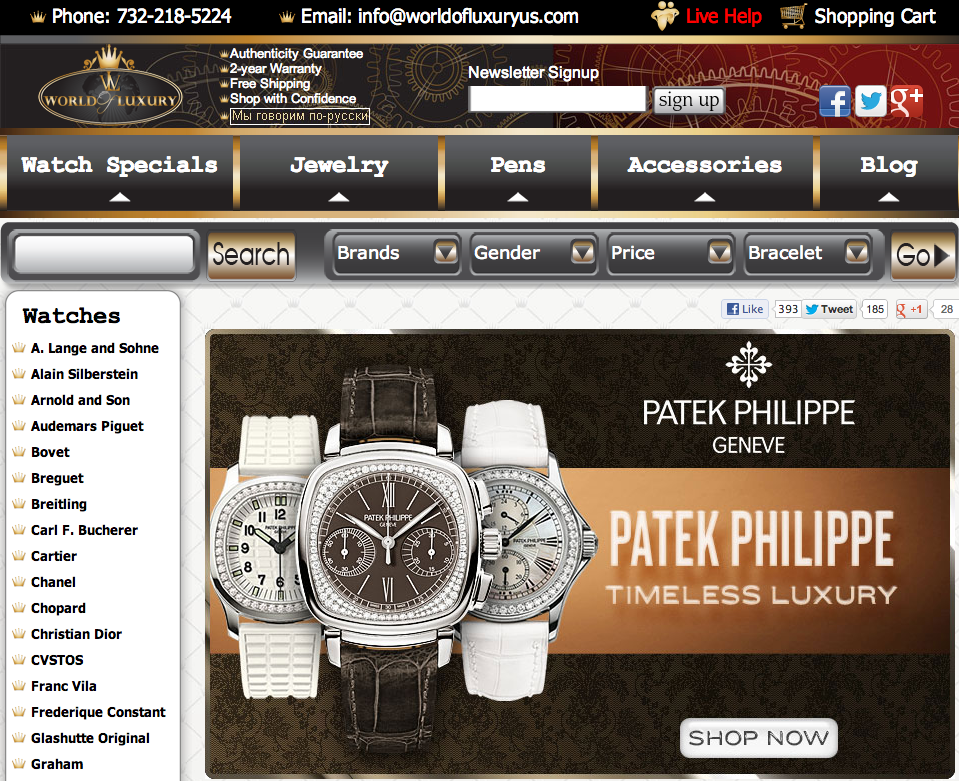 Phone: 732-218-5224
Email: info@worldofluxuryus.com
Live Help
Shopping Cart
WORLD of LUXURY
Authenticity Guarantee
2-year Warranty
Free Shipping
Shop with Confidence
Мы говорим по-русски
Newsletter Signup
sign up
Watch Specials
Jewelry
Pens
Accessories
Blog
Search
Brands
Gender
Price
Bracelet
Go
Like
393
Tweet
185
+1
28
Watches
A. Lange and Sohne
Alain Silberstein
Arnold and Son
Audemars Piguet
Bovet
Breguet
Breitling
Carl F. Bucherer
Cartier
Chanel
Chopard
Christian Dior
CVSTOS
Franc Vila
Frederique Constant
Glashutte Original
Graham
PATEK PHILIPPE
GENEVE
PATEK PHILIPPE
TIMELESS LUXURY
PATEK PHILIPPE
GENEVE
SHOP NOW